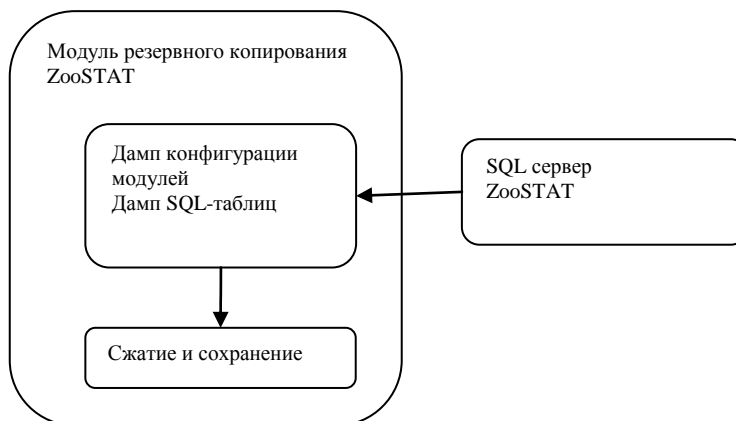 Модуль резервного копирования
ZooSTAT
Дамп конфигурации
модулей
Дамп SQL-таблиц
SQL сервер
ZooSTAT
Сжатие и сохранение